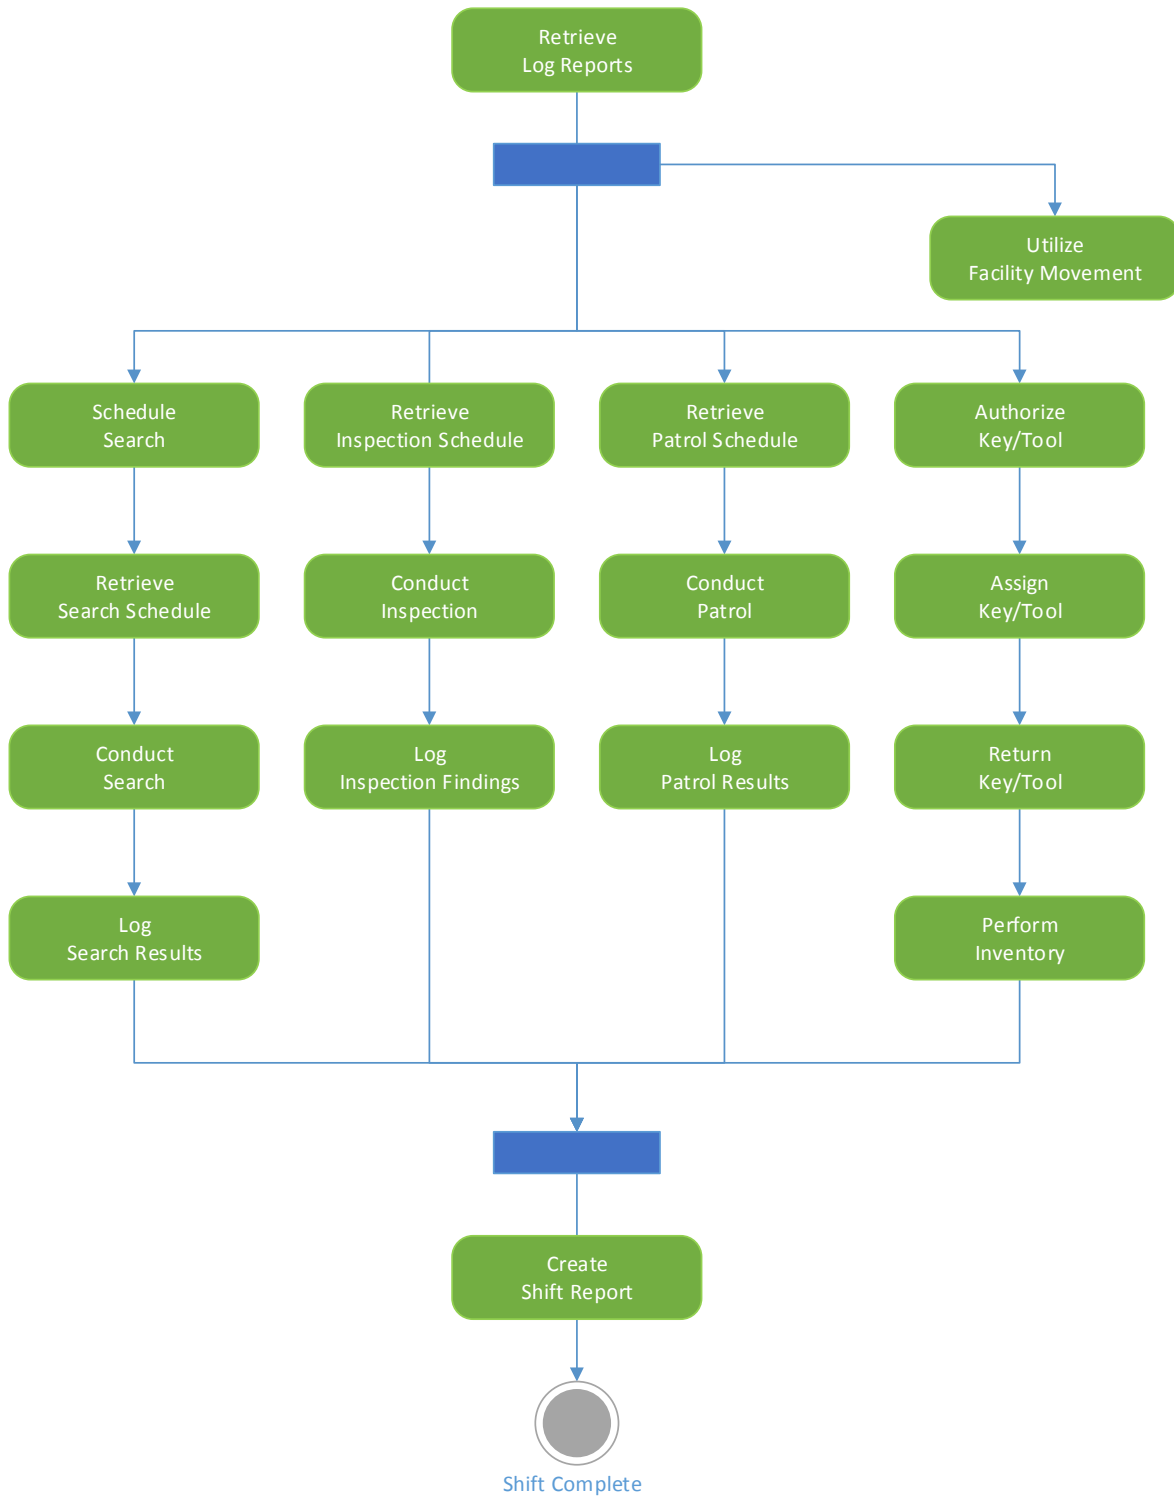 Retrieve
Log Reports
Utilize
Facility Movement
Schedule
Search
Retrieve
Inspection Schedule
Retrieve
Patrol Schedule
Authorize
Key/Tool
Retrieve
Search Schedule
Conduct
Inspection
Conduct
Patrol
Assign
Key/Tool
Conduct
Search
Log
Inspection Findings
Log
Patrol Results
Return
Key/Tool
Log
Search Results
Perform
Inventory
Create
Shift Report
Shift Complete